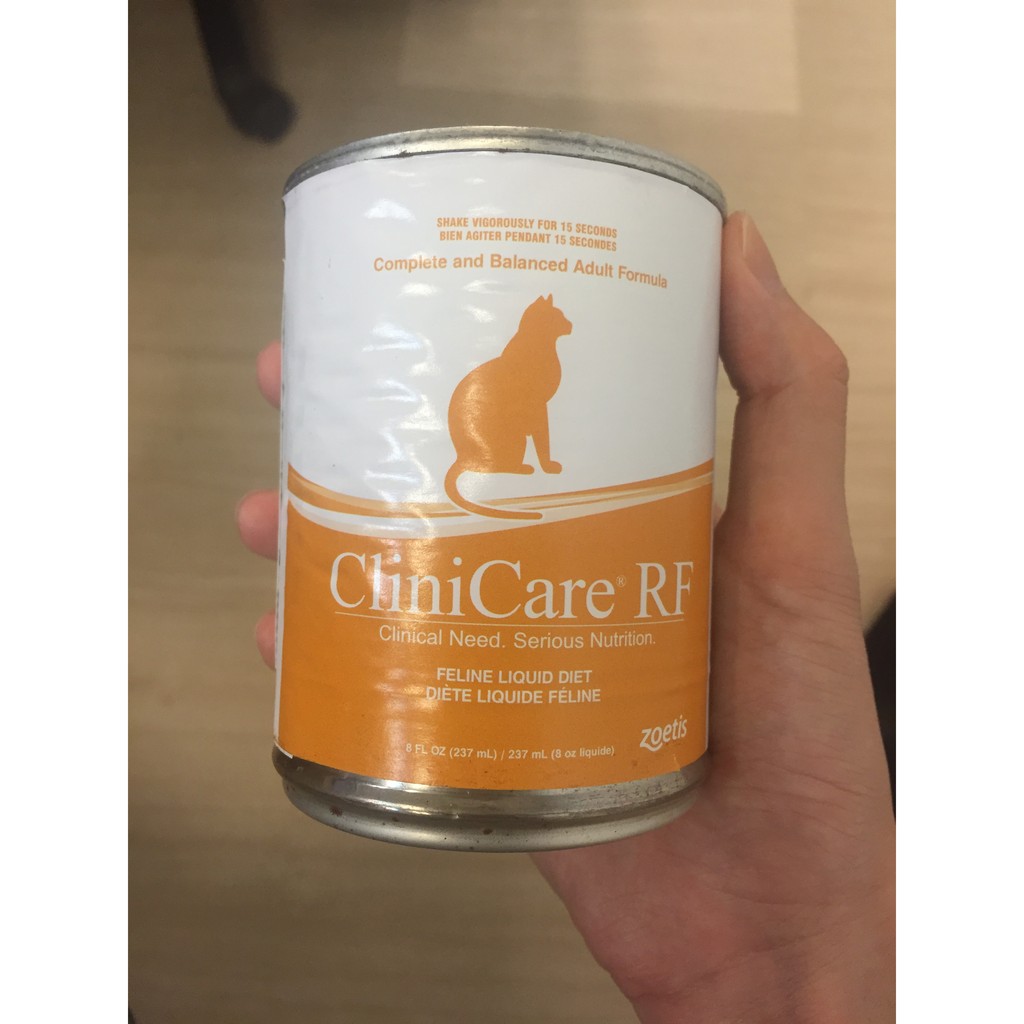 SHAKE VIGOROUSLY FOR 15 SECONDS
BIEN AGITER PENDANT 15 SECONDES
Complete and Balanced Adult Formula
CliniCare® RF
Clinical Need. Serious Nutrition.
FELINE LIQUID DIET
DIÈTE LIQUIDE FÉLINE
8 FL OZ (237 mL) / 237 mL (8 oz liquide)
zoetis